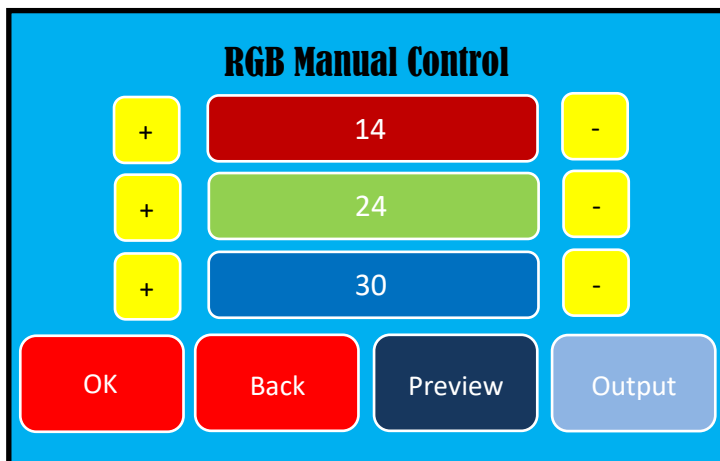 RGB Manual Control
+ 14 -
+ 24 -
+ 30 -
OK Back Preview Output